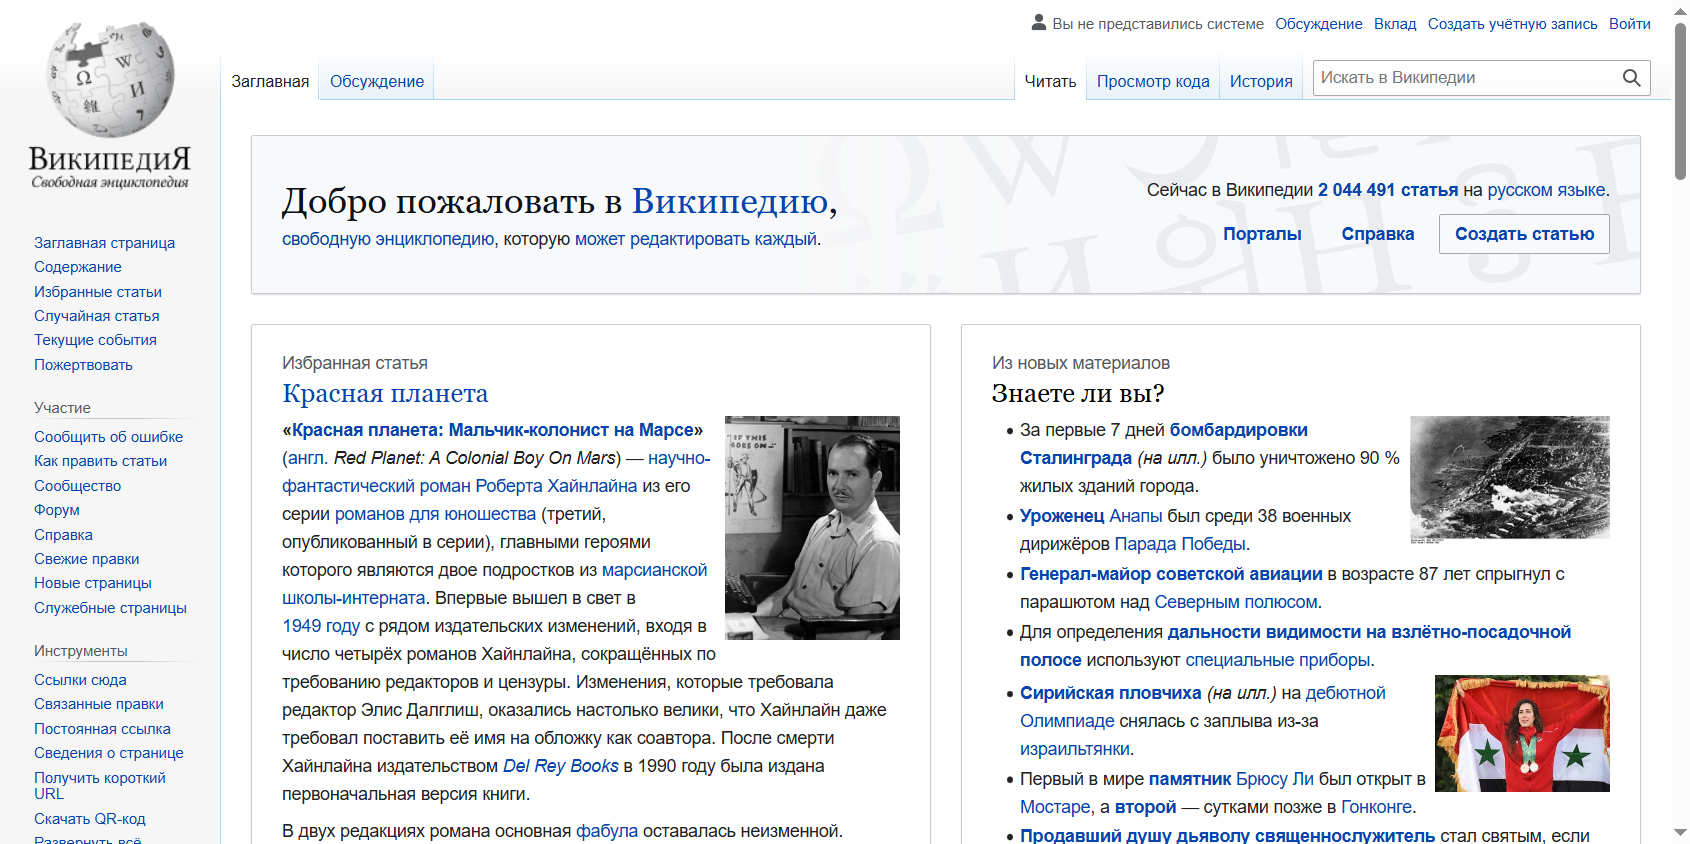 Вы не представились системе Обсуждение Вклад Создать учётную запись Войти
Заглавная Обсуждение Читать Просмотр кода История Искать в Википедии
ВикипедиЯ
Свободная энциклопедия
Заглавная страница
Содержание
Избранные статьи
Случайная статья
Текущие события
Пожертвовать
Участие
Сообщить об ошибке
Как править статьи
Сообщество
Форум
Справка
Свежие правки
Новые страницы
Служебные страницы
Инструменты
Ссылки сюда
Связанные правки
Постоянная ссылка
Сведения о странице
Получить короткий
URL
Скачать QR-код
Развернуть всё
Добро пожаловать в Википедию,
свободную энциклопедию, которую может редактировать каждый.
Сейчас в Википедии 2 044 491 статья на русском языке.
Порталы Справка Создать статью
Избранная статья
Красная планета
«Красная планета: Мальчик-колонист на Марсе»
(англ. Red Planet: A Colonial Boy On Mars) — научно-
фантастический роман Роберта Хайнлайна из его
серии романов для юношества (третий,
опубликованный в серии), главными героями
которого являются двое подростков из марсианской
школы-интерната. Впервые вышел в свет в
1949 году с рядом издательских изменений, входя в
число четырёх романов Хайнлайна, сокращённых по
требованию редакторов и цензуры. Изменения, которые требовала
редактор Элис Далглиш, оказались настолько велики, что Хайнлайн даже
требовал поставить её имя на обложку как соавтора. После смерти
Хайнлайна издательством Del Rey Books в 1990 году была издана
первоначальная версия книги.
В двух редакциях романа основная фабула оставалась неизменной.
IF THIS
GOES ON
Из новых материалов
Знаете ли вы?
За первые 7 дней бомбардировки
Сталинграда (на илл.) было уничтожено 90 %
жилых зданий города.
Уроженец Анапы был среди 38 военных
дирижёров Парада Победы.
Генерал-майор советской авиации в возрасте 87 лет спрыгнул с
парашютом над Северным полюсом.
Для определения дальности видимости на взлётно-посадочной
полосе используют специальные приборы.
Сирийская пловчиха (на илл.) на дебютной
Олимпиаде снялась с заплыва из-за
израильтянки.
Первый в мире памятник Брюсу Ли был открыт в
Мостаре, а второй — сутками позже в Гонконге.
Продавший душу дьяволу священнослужитель стал святым, если